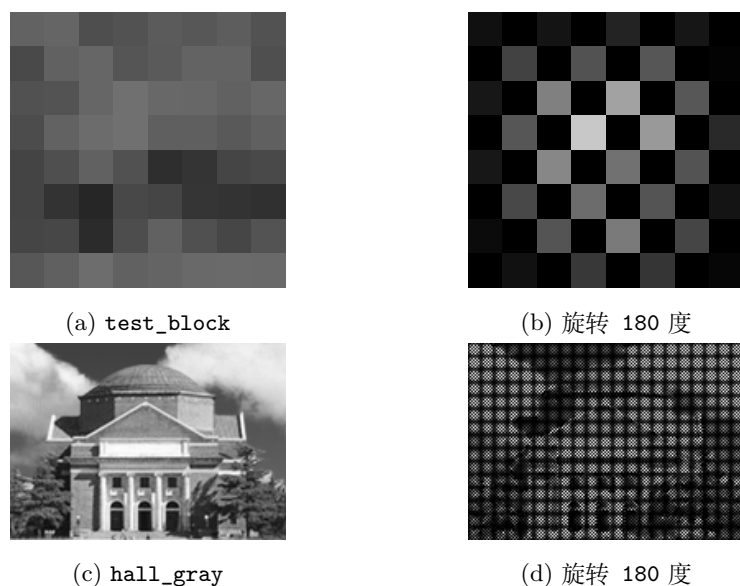 (a) test_block
(b) 旋转 180 度
(c) hall_gray
(d) 旋转 180 度